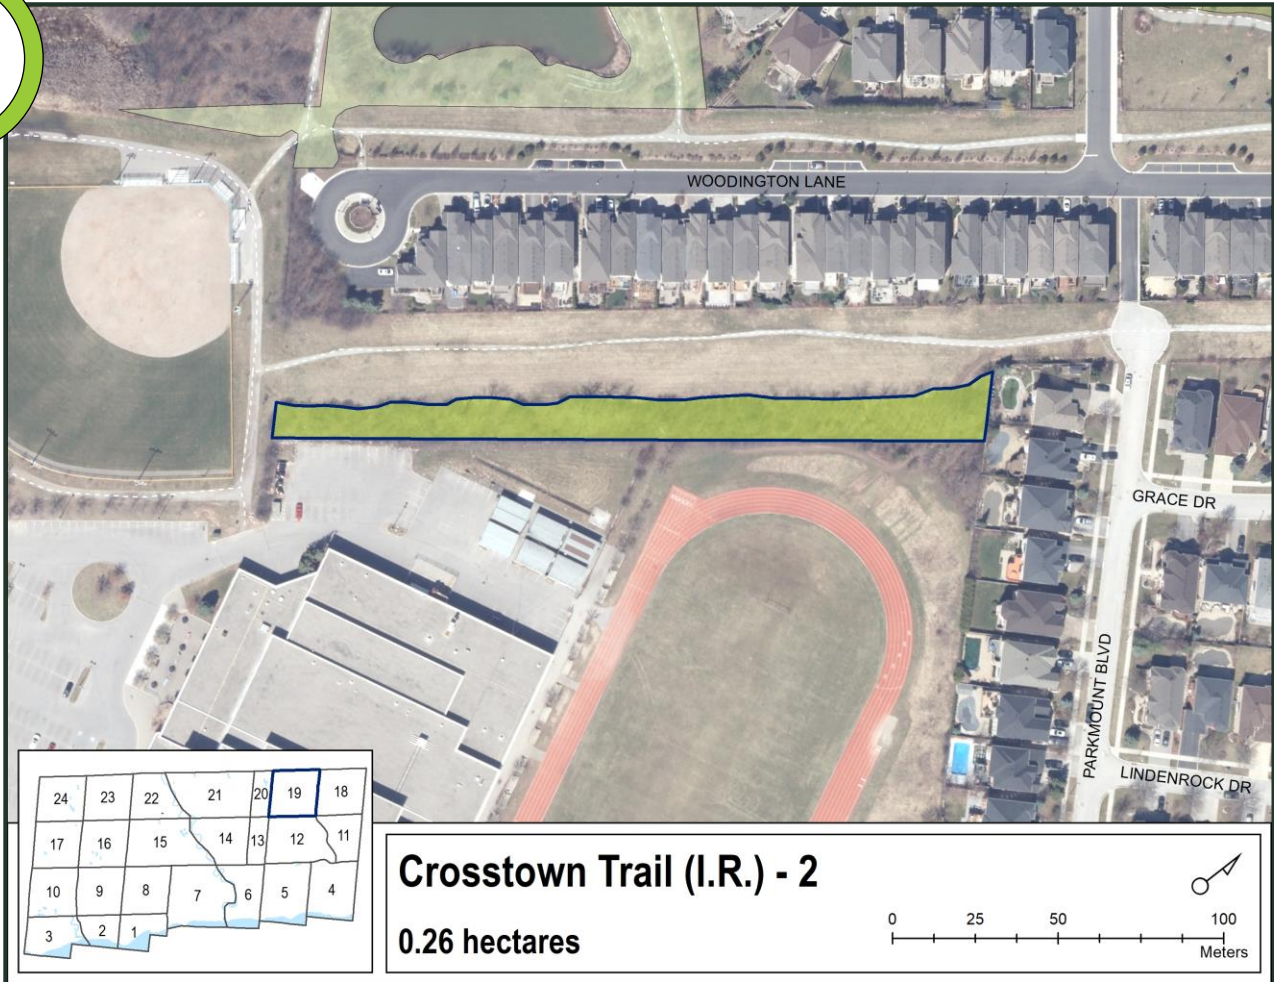 WOODINGTON LANE
GRACE DR
PARKMOUNT BLVD
LINDENROCK DR
24 23 22 21 20 19 18
17 16 15 14 13 12 11
10 9 8 7 6 5 4
3 2 1
Crosstown Trail (I.R.) - 2
0.26 hectares
0 25 50 100
Meters